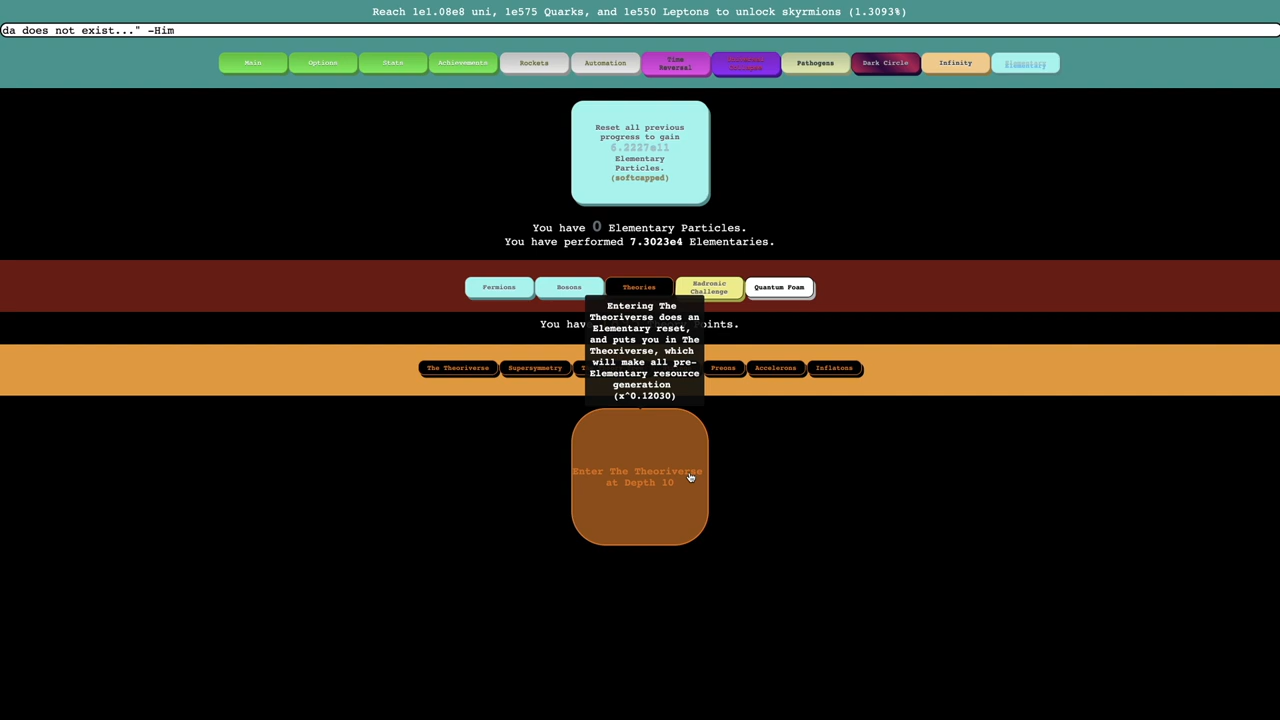 Reach 1e1.08e8 uni, 1e575 Quarks, and 1e550 Leptons to unlock skyrmions (1.3093%)
da does not exist..." -Him
Main
Options
Stats
Achievements
Rockets
Automation
Time
Reversal
Pathogens
Dark Circle
Infinity
Elementary
Reset all previous
progress to gain
6.2227e11
Elementary
Particles.
(softcapped)
You have 0 Elementary Particles.
You have performed 7.3023e4 Elementaries.
Fermions
Bosons
Theories
Hadronic
Challenge
Quantum Foam
Entering The
Theoriverse does an
Elementary reset,
and puts you in The
Theoriverse, which
will make all pre-
Elementary resource
generation
(x^0.12030)
The Theoriverse
Supersymmetry
Preons
Accelerons
Inflatons
Enter The Theoriverse
at Depth 10